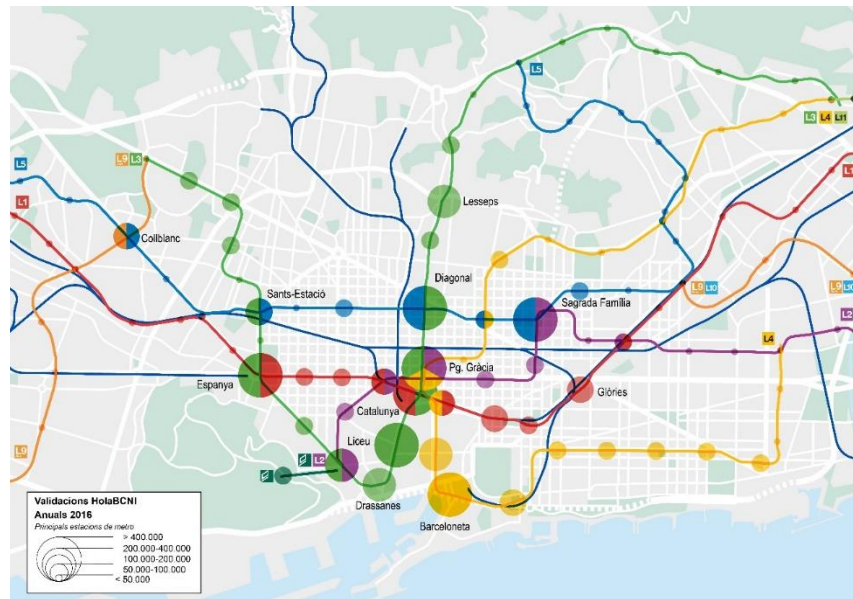 L5
L3 L4 L11
L9 L3
L5
L1
L1
Lesseps
Collblanc
Diagonal
Sants-Estació
Sagrada Família
L9 L10
L9 L10
L2
L4
Pg. Gràcia
Espanya
Glòries
Catalunya
Liceu
L9
L2
Drassanes
Barceloneta
Validacions HolaBCN!
Anuals 2016
Principals estacions de metro
> 400.000
200.000-400.000
100.000-200.000
50.000-100.000
< 50.000